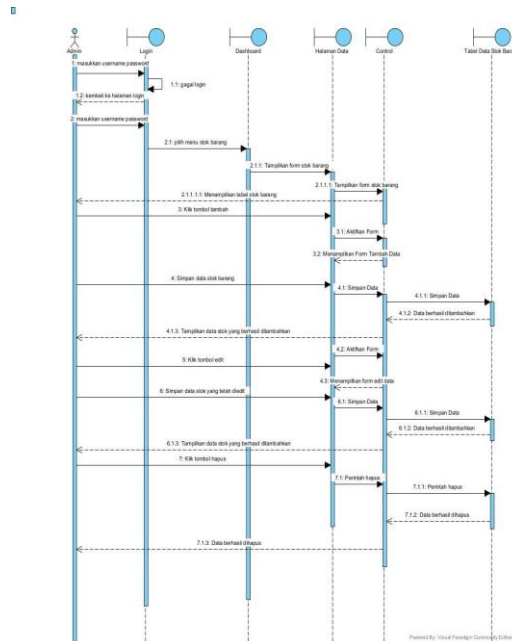 Admin
Login
Dashboard
Halaman Data
Control
Tabel Data Stok Bar
1: masukkan username password
1.1: gagal login
1.2: kembali ke halaman login
2: masukkan username password
2.1: pilih menu stok barang
2.1.1: Tampilkan form stok barang
2.1.1.1: Tampilkan form stok barang
2.1.1.1.1: Menampilkan tabel stok barang
3: Klik tombol tambah
3.1: Aktifkan Form
3.2: Menampilkan Form Tambah Data
4: Simpan data stok barang
4.1: Simpan Data
4.1.1: Simpan Data
4.1.2: Data berhasil ditambahkan
4.1.3: Tampilkan data stok yang berhasil ditambahkan
4.2: Aktifkan Form
5: Klik tombol edit
4.3: Menampilkan form edit data
6: Simpan data stok yang telah diedit
6.1: Simpan Data
6.1.1: Simpan Data
6.1.2: Data berhasil ditambahkan
6.1.3: Tampilkan data stok yang berhasil ditambahkan
7: Klik tombol hapus
7.1: Perintah hapus
7.1.1: Perintah hapus
7.1.2: Data berhasil dihapus
7.1.3: Data berhasil dihapus
Powered By: Visual Paradigm Community Edition